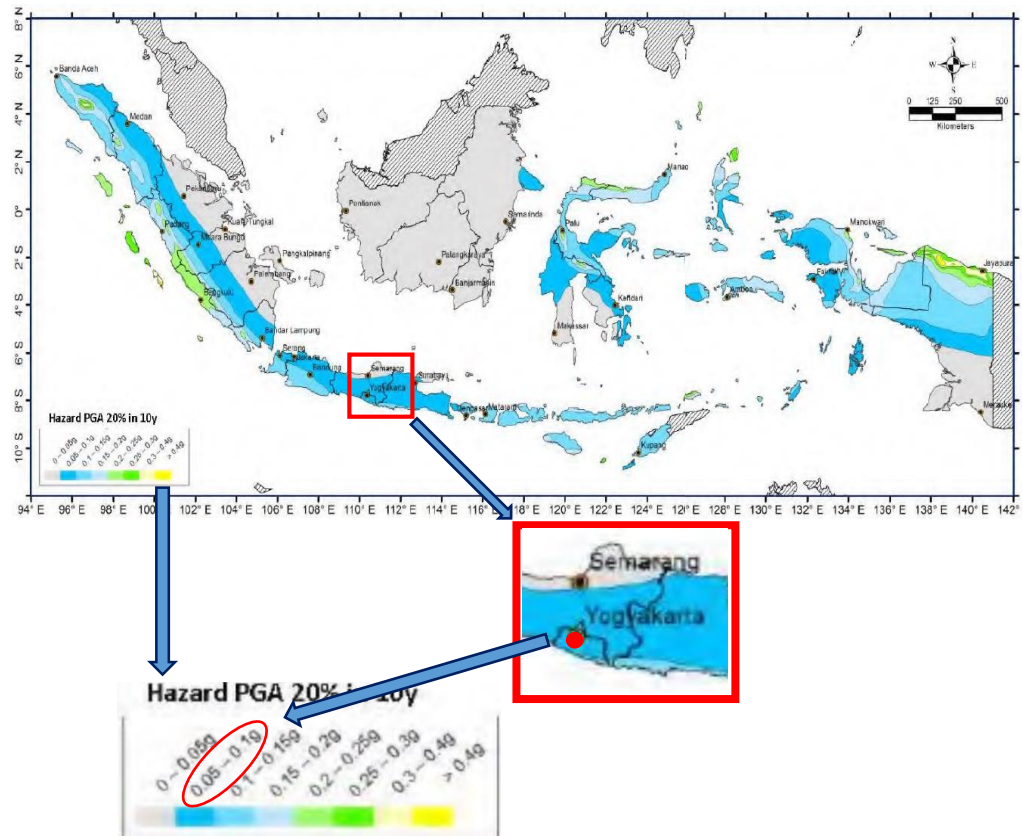 8° N
6° N
4° N
2° N
0°
2° S
4° S
6° S
8° S
10° S
N
W E
S
0 125 250 500
Kilometers
Banda Aceh
Medan
Pekanbaru
Kuala Tungkal
Padang
Muara Bungo
Pangkalpinang
Palembang
Bengkulu
Bandar Lampung
Serang
Jakarta
Bandung
Semarang
Yogyakarta
Surabaya
Denpasar
Mataram
Kupang
Pontianak
Samarinda
Palangkaraya
Banjarmasin
Manao
Palu
Kendari
Makassar
Ambon
Manokwari
Jayapura
Merauke
Hazard PGA 20% in 10y
0 – 0.05g
0.05 – 0.1g
0.1 – 0.15g
0.15 – 0.2g
0.2 – 0.25g
0.25 – 0.3g
0.3 – 0.4g
> 0.4g
94° E 96° E 98° E 100° E 102° E 104° E 106° E 108° E 110° E 112° E 114° E 116° E 118° E 120° E 122° E 124° E 126° E 128° E 130° E 132° E 134° E 136° E 138° E 140° E 142° E
Semarang
Yogyakarta
Hazard PGA 20% in 10y
0 – 0.05g
0.05 – 0.1g
0.1 – 0.15g
0.15 – 0.2g
0.2 – 0.25g
0.25 – 0.3g
0.3 – 0.4g
> 0.4g